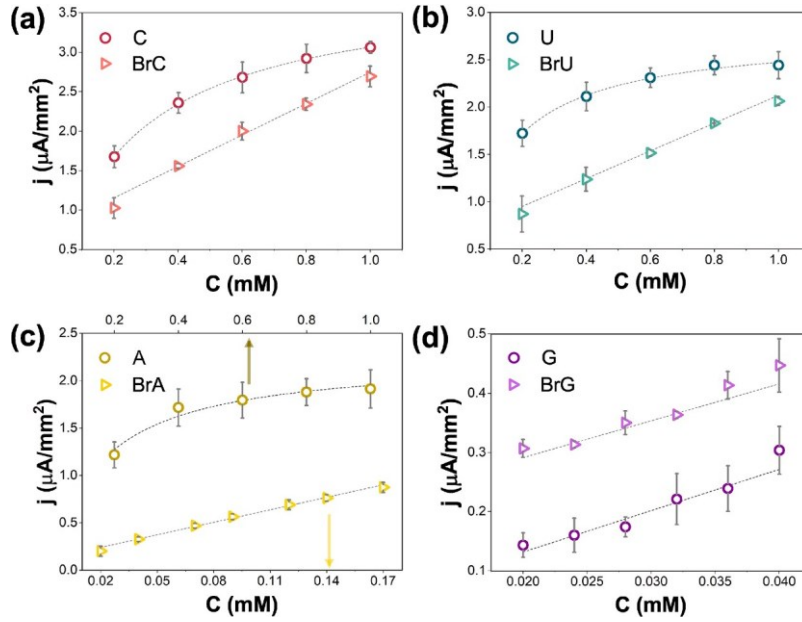 (a)
C
BrC
j (μA/mm²)
3.5
3.0
2.5
2.0
1.5
1.0
0.5
0.2 0.4 0.6 0.8 1.0
C (mM)
(b)
U
BrU
j (μA/mm²)
3.0
2.5
2.0
1.5
1.0
0.5
0.2 0.4 0.6 0.8 1.0
C (mM)
(c)
0.2 0.4 0.6 0.8 1.0
A
BrA
j (μA/mm²)
2.5
2.0
1.5
1.0
0.5
0.0
0.02 0.05 0.08 0.11 0.14 0.17
C (mM)
(d)
G
BrG
j (μA/mm²)
0.5
0.4
0.3
0.2
0.1
0.020 0.025 0.030 0.035 0.040
C (mM)